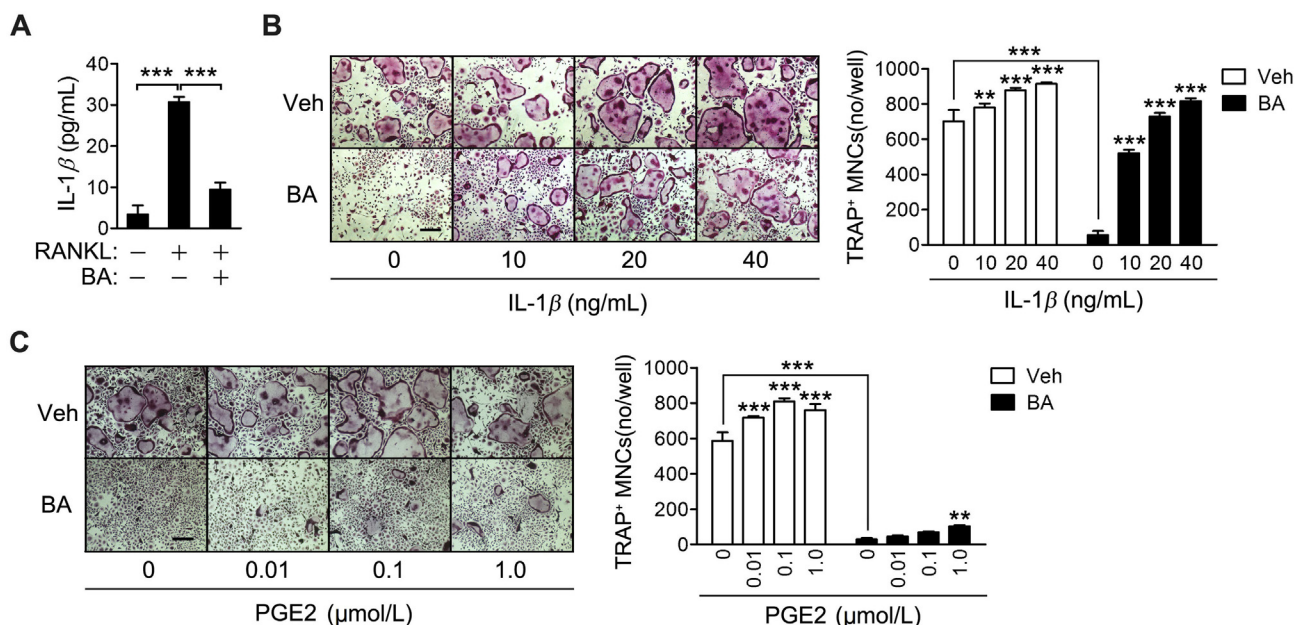 A
IL-1β (pg/mL)
40
30
20
10
0
*** ***
RANKL: – + +
BA: – – +
B
Veh
BA
0 10 20 40
IL-1β (ng/mL)
TRAP⁺ MNCs(no/well)
1000
800
600
400
200
0
***
** *** ***
*** *** ***
Veh
BA
0 10 20 40 0 10 20 40
IL-1β (ng/mL)
C
Veh
BA
0 0.01 0.1 1.0
PGE2 (μmol/L)
TRAP⁺ MNCs(no/well)
1000
800
600
400
200
0
***
*** *** ***
**
Veh
BA
0 0.01 0.1 1.0 0 0.01 0.1 1.0
PGE2 (μmol/L)